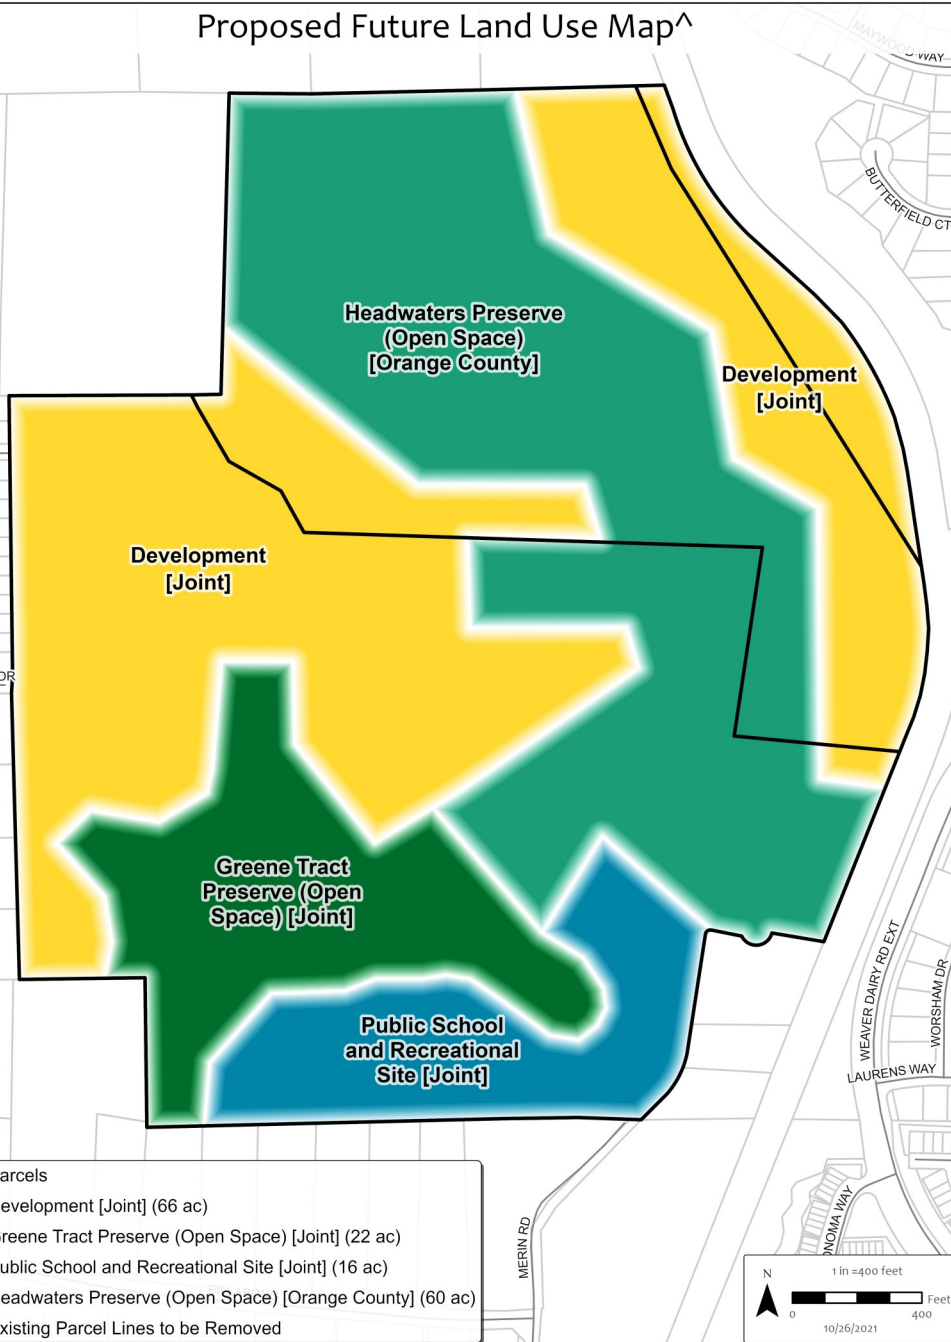 Proposed Future Land Use Map^
MAYWOOD WAY
WAY
BUTTERFIELD CT
Headwaters Preserve
(Open Space)
[Orange County]
Development
[Joint]
Development
[Joint]
DR
Greene Tract
Preserve (Open
Space) [Joint]
Public School
and Recreational
Site [Joint]
WEAVER DAIRY RD EXT
WORSHAM DR
LAURENS WAY
MERIN RD
ONOMA WAY
arcels
evelopment [Joint] (66 ac)
reene Tract Preserve (Open Space) [Joint] (22 ac)
ublic School and Recreational Site [Joint] (16 ac)
eadwaters Preserve (Open Space) [Orange County] (60 ac)
xisting Parcel Lines to be Removed
N
1 in =400 feet
Feet
0
400
10/26/2021